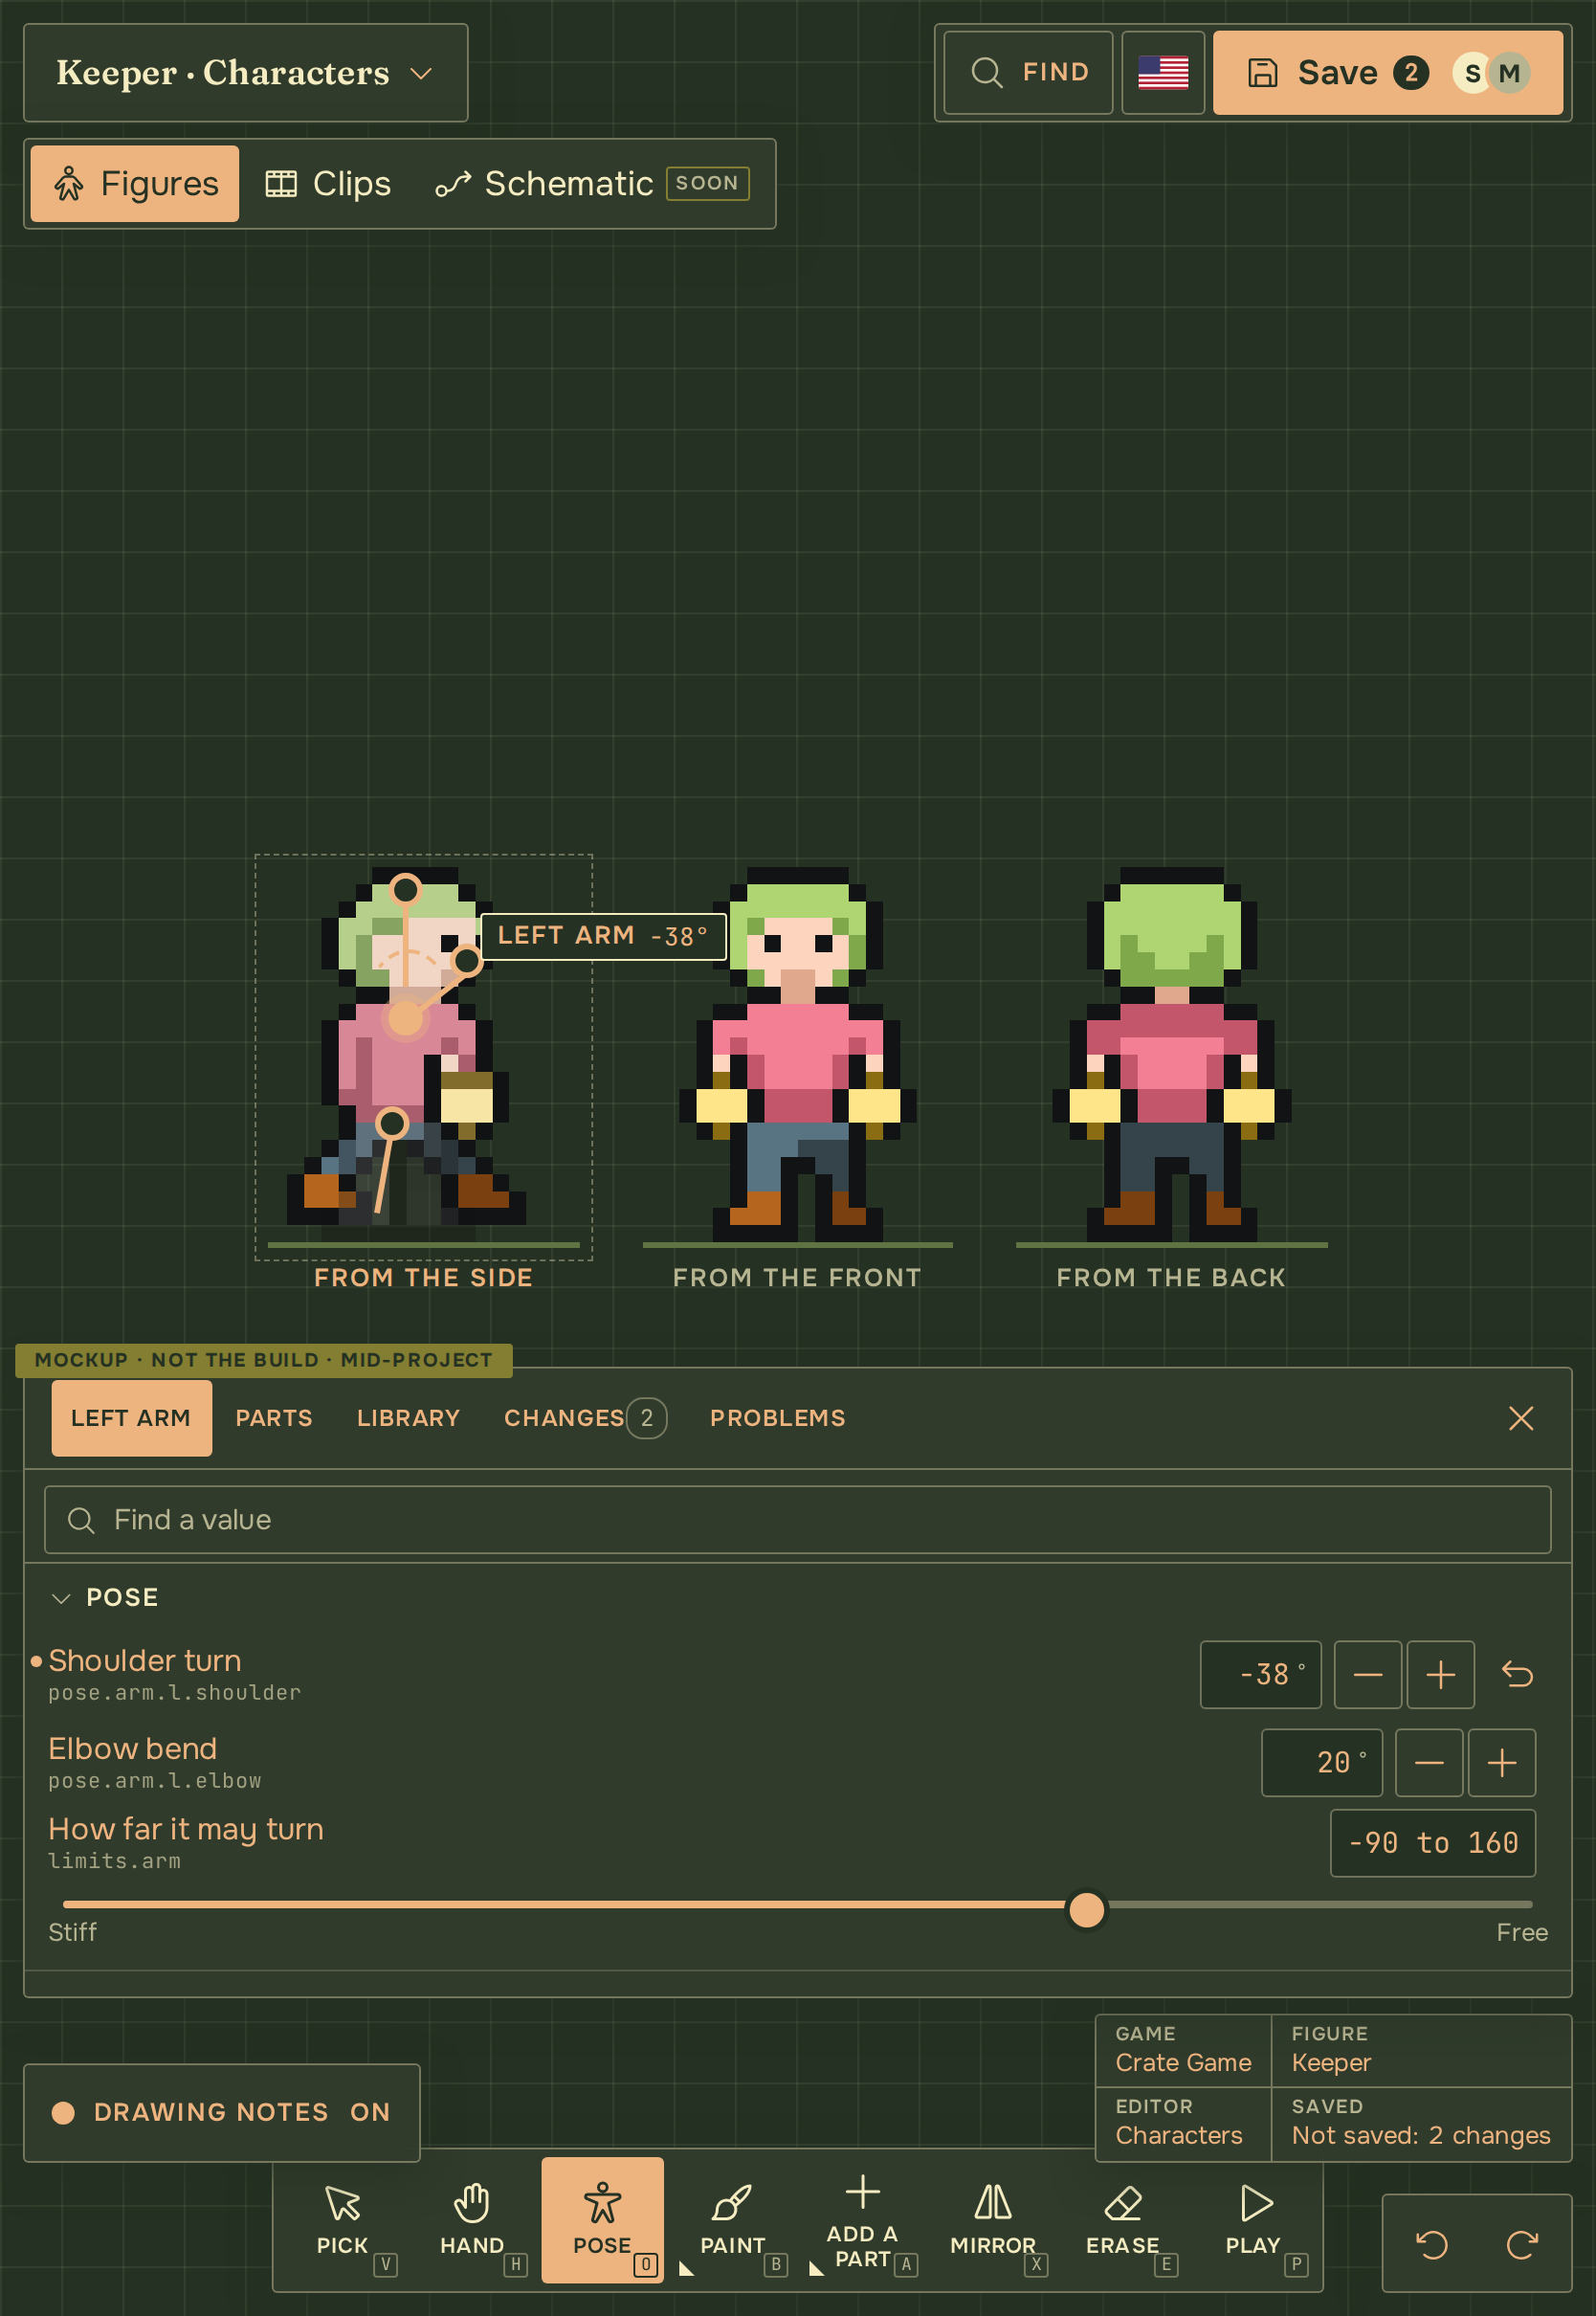 Keeper · Characters
FIND
Save 2 S M
Figures
Clips
Schematic SOON
LEFT ARM -38°
FROM THE SIDE
FROM THE FRONT
FROM THE BACK
MOCKUP · NOT THE BUILD · MID-PROJECT
LEFT ARM
PARTS
LIBRARY
CHANGES 2
PROBLEMS
Find a value
POSE
Shoulder turn
pose.arm.l.shoulder
-38°
Elbow bend
pose.arm.l.elbow
20°
How far it may turn
limits.arm
-90 to 160
Stiff
Free
GAME
Crate Game
FIGURE
Keeper
EDITOR
Characters
SAVED
Not saved: 2 changes
DRAWING NOTES ON
PICK V
HAND H
POSE O
PAINT B
ADD A
PART A
MIRROR X
ERASE E
PLAY P